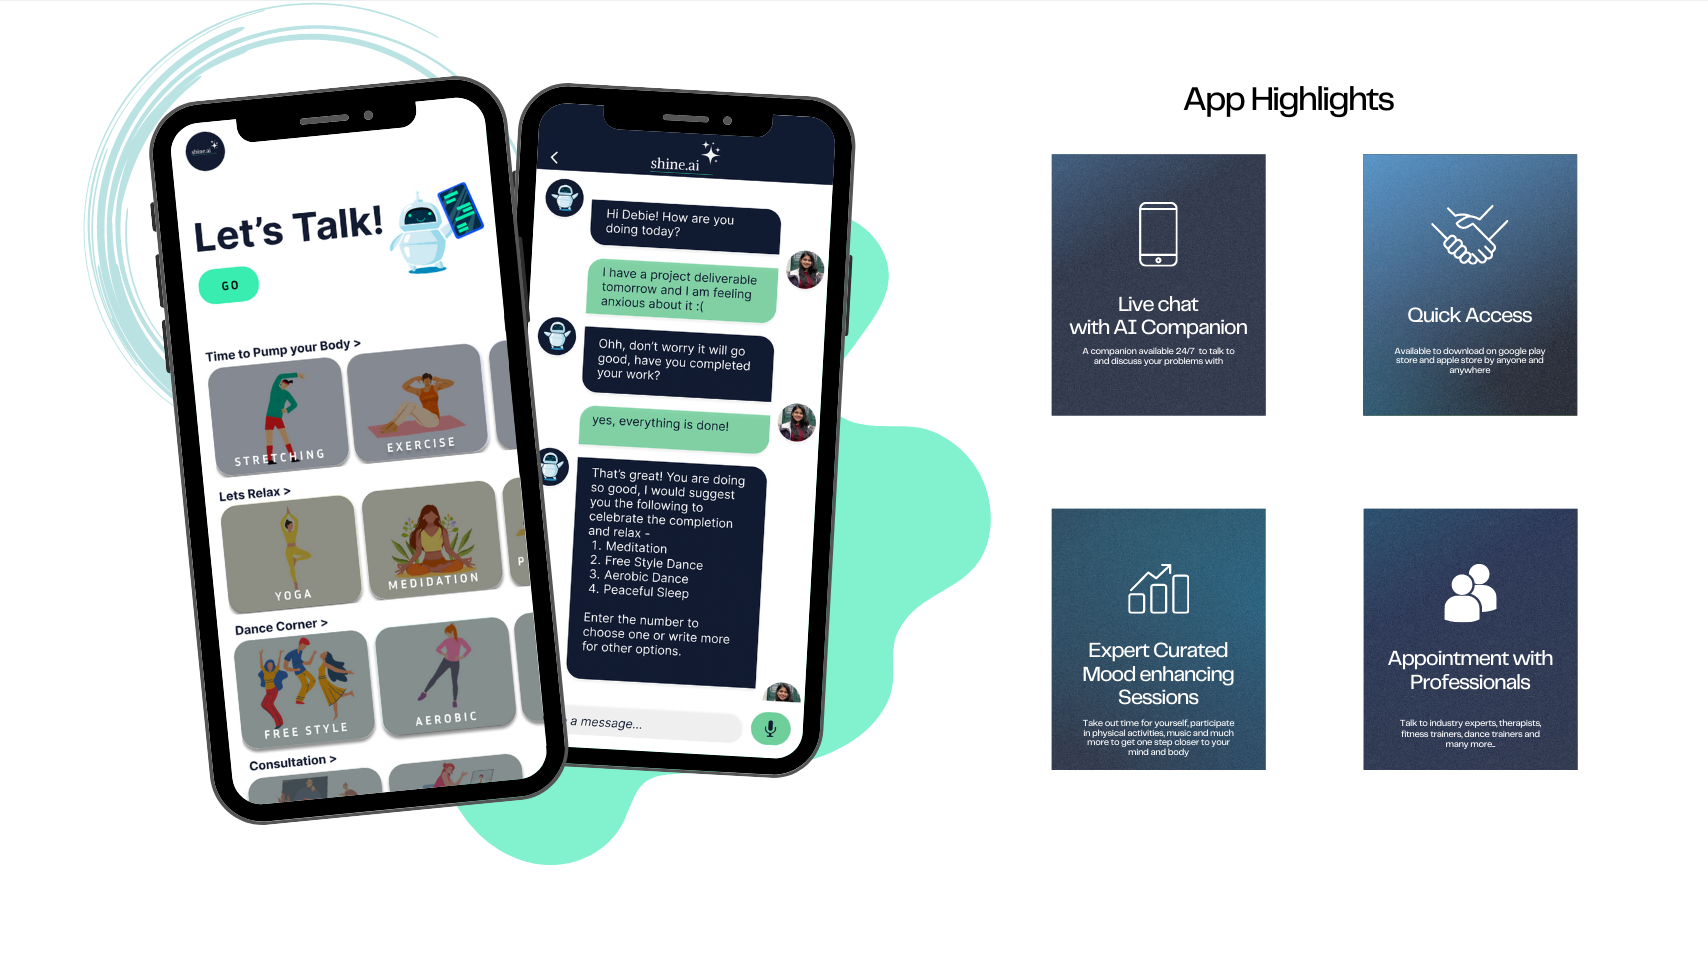 shine.ai
Let's Talk!
GO
Time to Pump your Body >
STRETCHING
EXERCISE
Lets Relax >
YOGA
MEDIDATION
P
Dance Corner >
FREE STYLE
AEROBIC
Consultation >
shine.ai
Hi Debie! How are you
doing today?
I have a project deliverable
tomorrow and I am feeling
anxious about it :(
Ohh, don't worry it will go
good, have you completed
your work?
yes, everything is done!
That's great! You are doing
so good, I would suggest
you the following to
celebrate the completion
and relax -
1. Meditation
2. Free Style Dance
3. Aerobic Dance
4. Peaceful Sleep
Enter the number to
choose one or write more
for other options.
a message...
App Highlights
Live chat
with AI Companion
A companion available 24/7 to talk to
and discuss your problems with
Quick Access
Available to download on google play
store and apple store by anyone and
anywhere
Expert Curated
Mood enhancing
Sessions
Take out time for yourself, participate
in physical activities, music and much
more to get one step closer to your
mind and body
Appointment with
Professionals
Talk to industry experts, therapists,
fitness trainers, dance trainers and
many more..